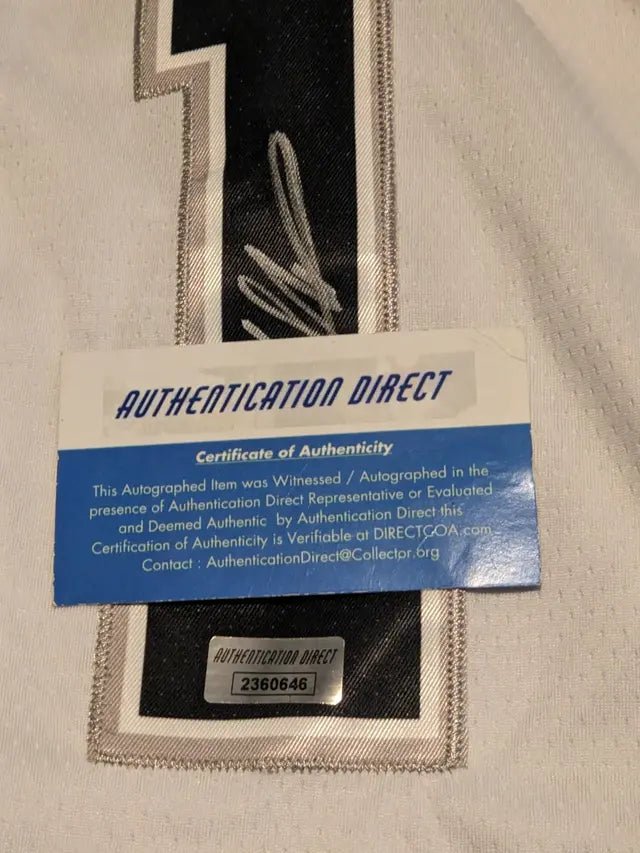 1
AUTHENTICATION DIRECT
Certificate of Authenticity
This Autographed Item was Witnessed / Autographed in the
presence of Authentication Direct Representative or Evaluated
and Deemed Authentic by Authentication Direct this
Certification of Authenticity is Verifiable at DIRECTCOA.com
Contact : AuthenticationDirect@Collector.org
AUTHENTICATION DIRECT
2360646